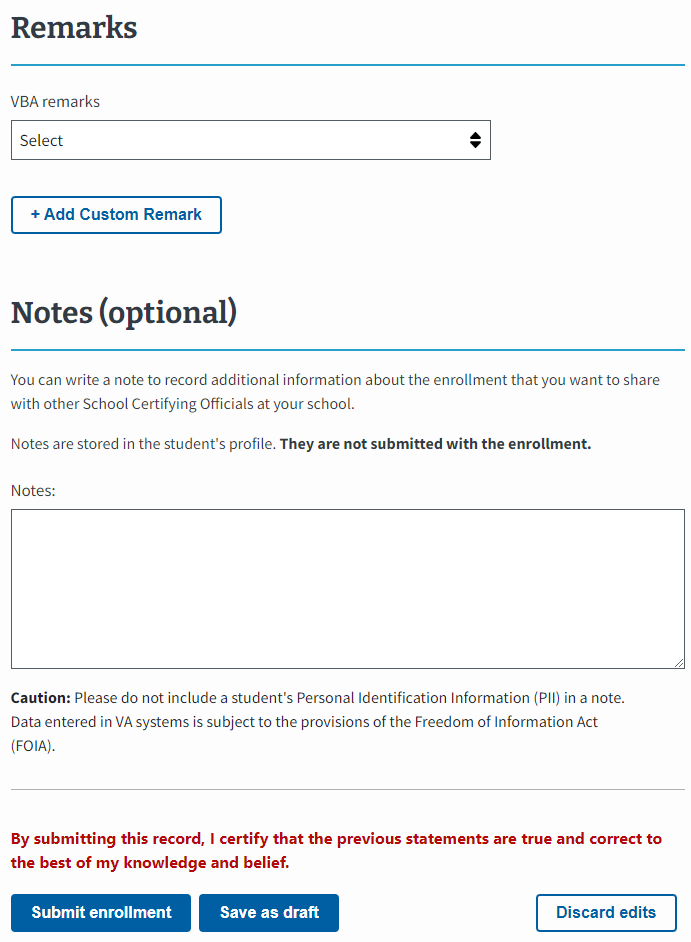 Remarks
VBA remarks
Select
+ Add Custom Remark
Notes (optional)
You can write a note to record additional information about the enrollment that you want to share
with other School Certifying Officials at your school.
Notes are stored in the student's profile. They are not submitted with the enrollment.
Notes:
Caution: Please do not include a student's Personal Identification Information (PII) in a note.
Data entered in VA systems is subject to the provisions of the Freedom of Information Act
(FOIA).
By submitting this record, I certify that the previous statements are true and correct to
the best of my knowledge and belief.
Submit enrollment Save as draft Discard edits